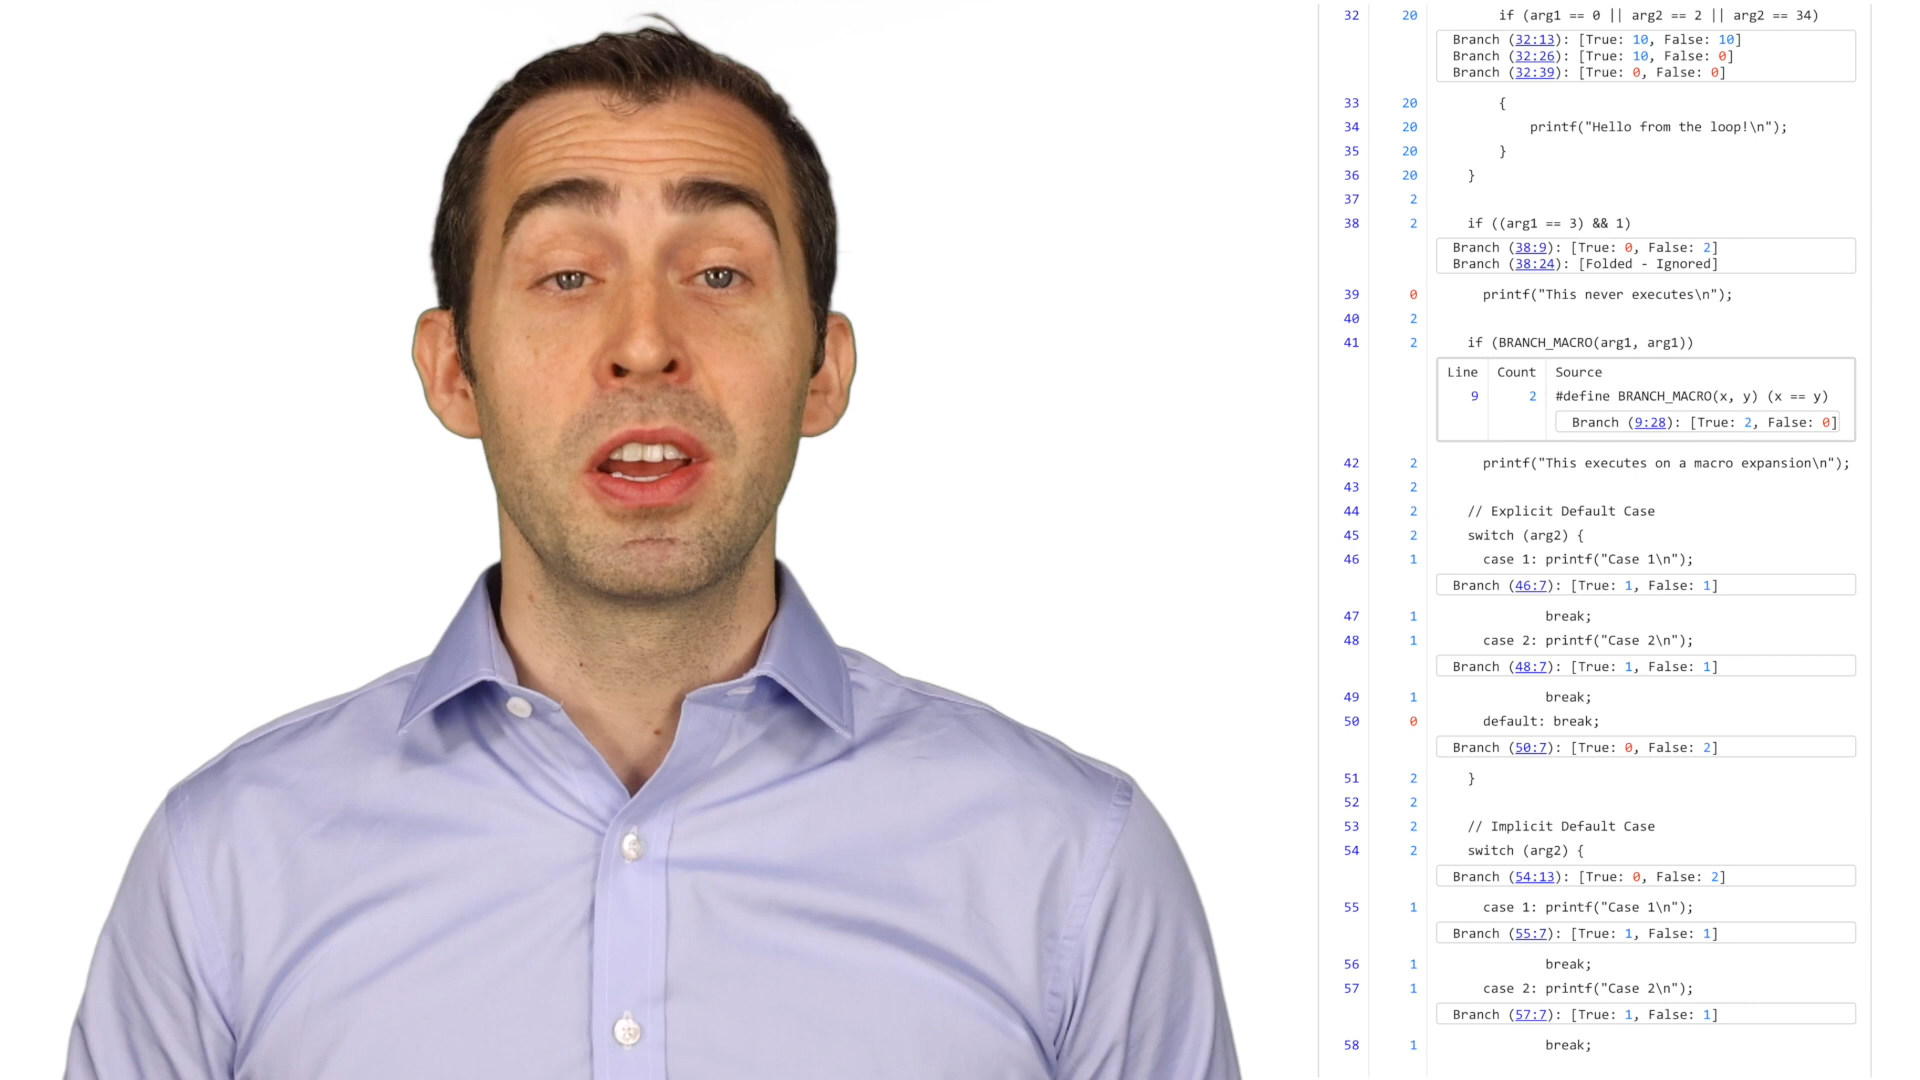 32 20 if (arg1 == 0 || arg2 == 2 || arg2 == 34)
Branch (32:13): [True: 10, False: 10]
Branch (32:26): [True: 10, False: 0]
Branch (32:39): [True: 0, False: 0]
33 20 {
34 20 printf("Hello from the loop!\n");
35 20 }
36 20 }
37 2
38 2 if ((arg1 == 3) && 1)
Branch (38:9): [True: 0, False: 2]
Branch (38:24): [Folded - Ignored]
39 0 printf("This never executes\n");
40 2
41 2 if (BRANCH_MACRO(arg1, arg1))
Line Count Source
9 2 #define BRANCH_MACRO(x, y) (x == y)
Branch (9:28): [True: 2, False: 0]
42 2 printf("This executes on a macro expansion\n");
43 2
44 2 // Explicit Default Case
45 2 switch (arg2) {
46 1 case 1: printf("Case 1\n");
Branch (46:7): [True: 1, False: 1]
47 1 break;
48 1 case 2: printf("Case 2\n");
Branch (48:7): [True: 1, False: 1]
49 1 break;
50 0 default: break;
Branch (50:7): [True: 0, False: 2]
51 2 }
52 2
53 2 // Implicit Default Case
54 2 switch (arg2) {
Branch (54:13): [True: 0, False: 2]
55 1 case 1: printf("Case 1\n");
Branch (55:7): [True: 1, False: 1]
56 1 break;
57 1 case 2: printf("Case 2\n");
Branch (57:7): [True: 1, False: 1]
58 1 break;